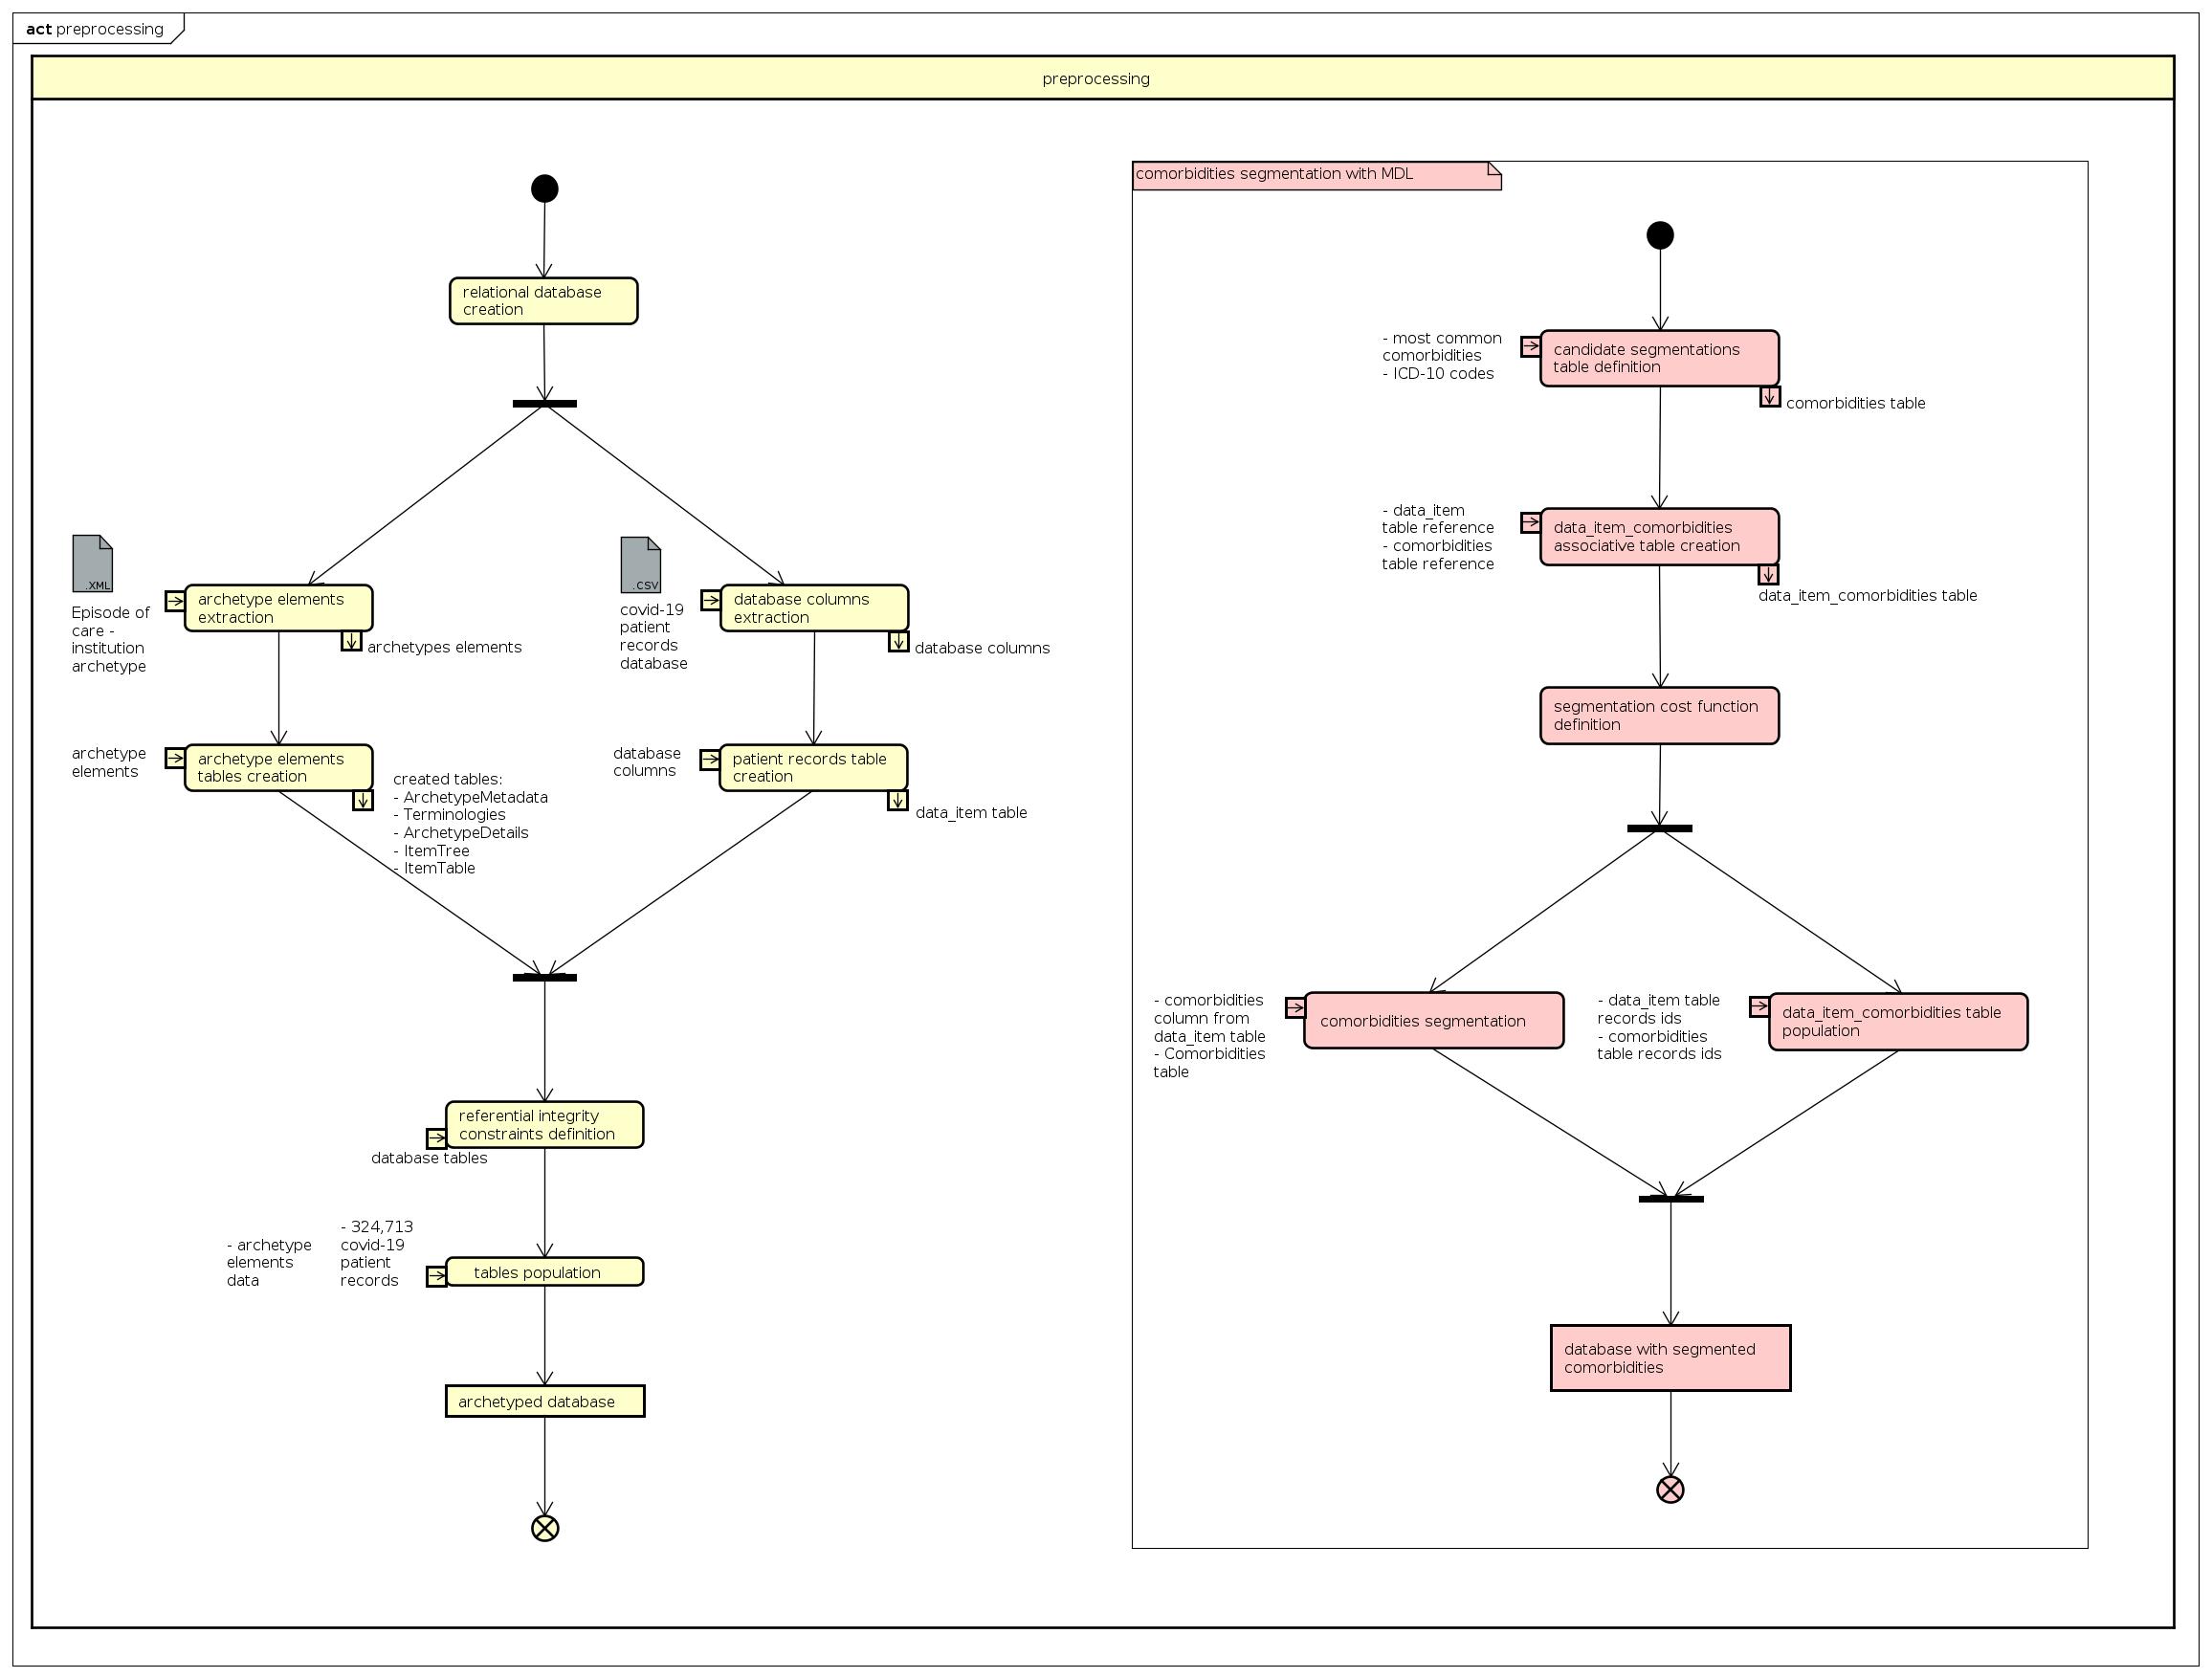 act preprocessing
preprocessing
relational database
creation
.XML
Episode of
care -
institution
archetype
archetype elements
extraction
archetypes elements
.CSV
covid-19
patient
records
database
database columns
extraction
database columns
archetype
elements
archetype elements
tables creation
created tables:
- ArchetypeMetadata
- Terminologies
- ArchetypeDetails
- ItemTree
- ItemTable
database
columns
patient records table
creation
data_item table
referential integrity
constraints definition
database tables
- archetype
elements
data
- 324,713
covid-19
patient
records
tables population
archetyped database
comorbidities segmentation with MDL
- most common
comorbidities
- ICD-10 codes
candidate segmentations
table definition
comorbidities table
- data_item
table reference
- comorbidities
table reference
data_item_comorbidities
associative table creation
data_item_comorbidities table
segmentation cost function
definition
- comorbidities
column from
data_item table
- Comorbidities
table
comorbidities segmentation
- data_item table
records ids
- comorbidities
table records ids
data_item_comorbidities table
population
database with segmented
comorbidities